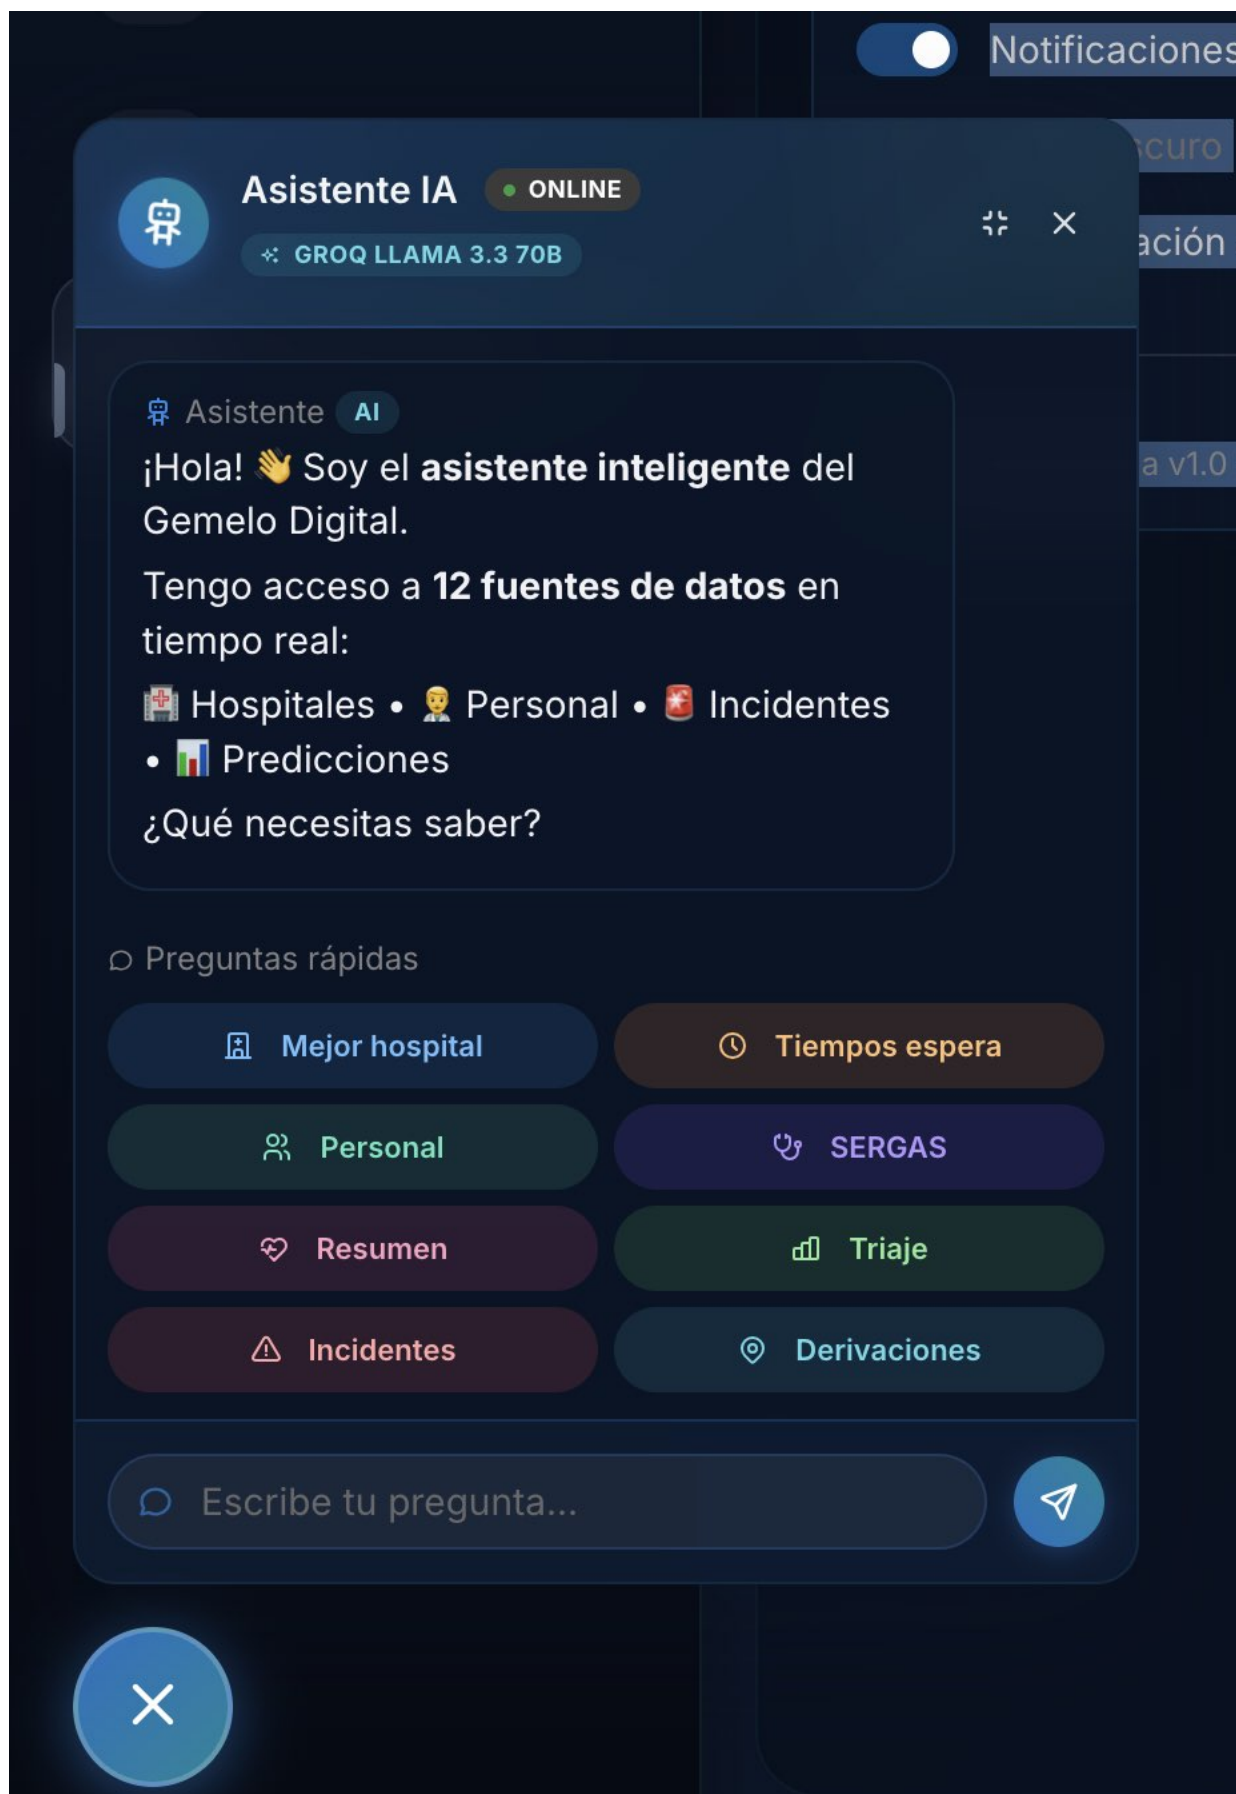 Notificaciones
scuro
Asistente IA
ONLINE
GROQ LLAMA 3.3 70B
ación
Asistente AI
¡Hola! 👋 Soy el asistente inteligente del
Gemelo Digital.
a v1.0
Tengo acceso a 12 fuentes de datos en
tiempo real:
🏥 Hospitales • 👨‍⚕️ Personal • 🚨 Incidentes
• 📊 Predicciones
¿Qué necesitas saber?
Preguntas rápidas
Mejor hospital
Tiempos espera
Personal
SERGAS
Resumen
Triaje
Incidentes
Derivaciones
Escribe tu pregunta...